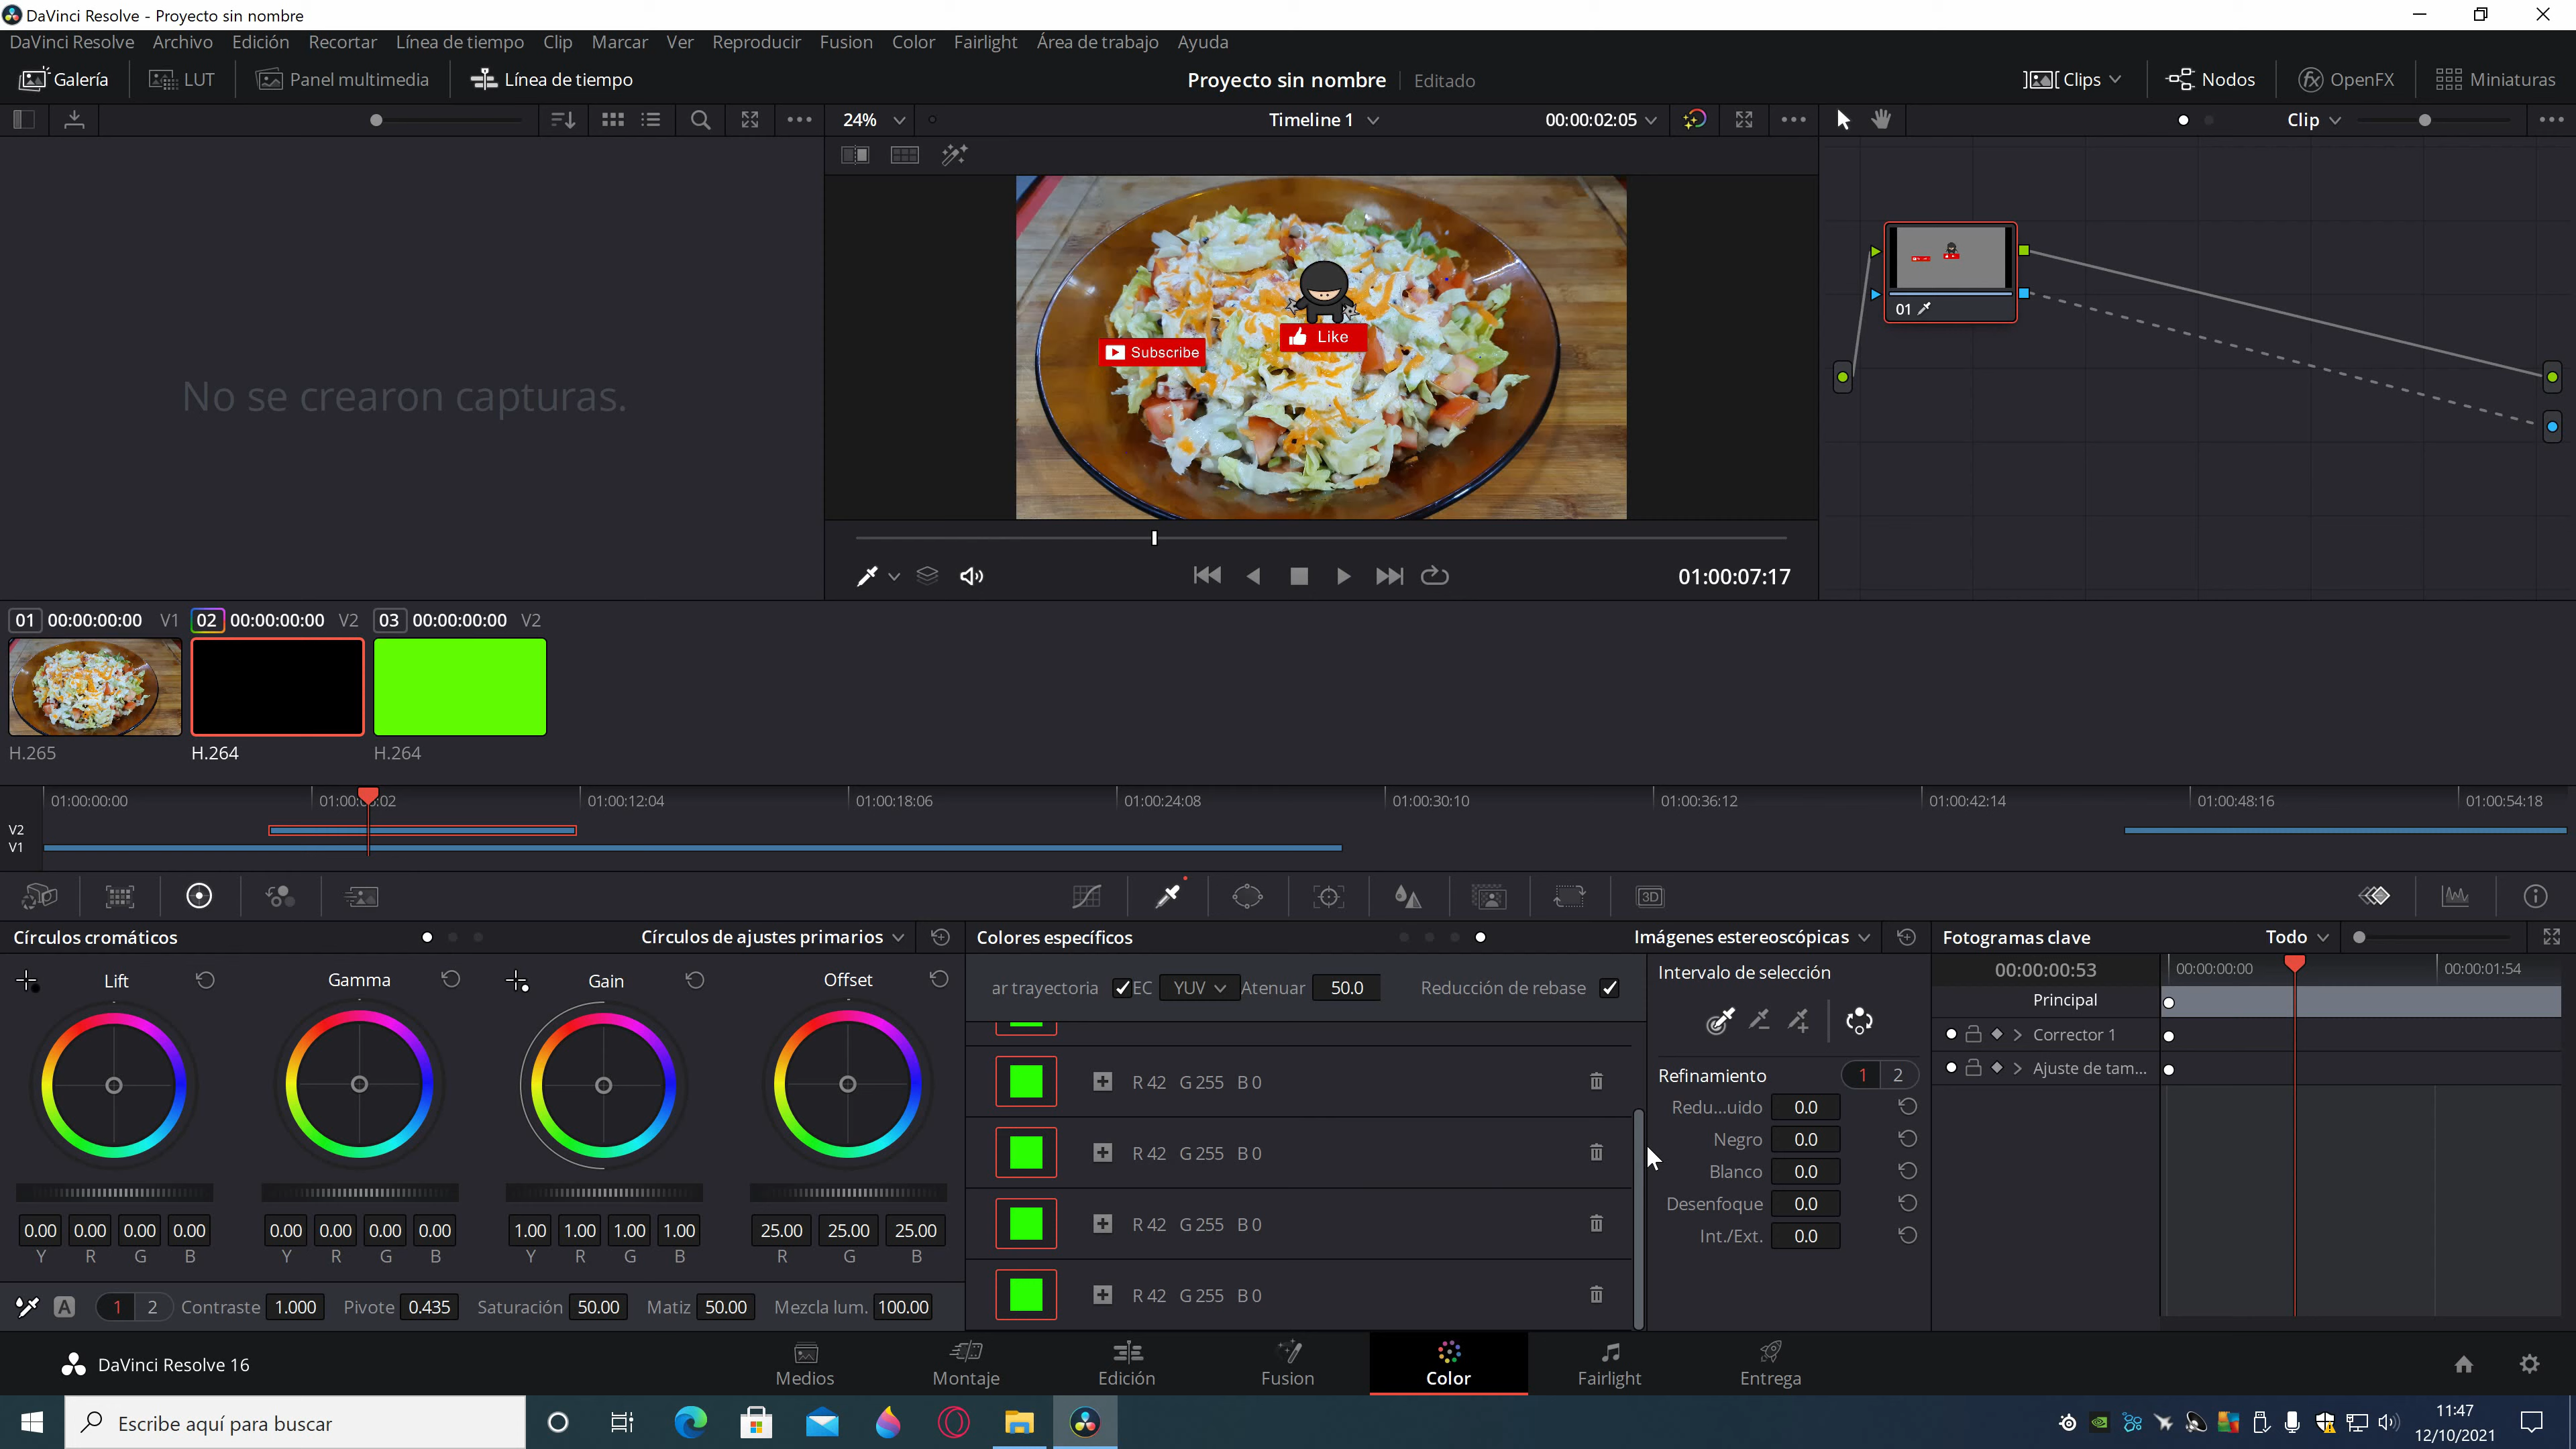 DaVinci Resolve - Proyecto sin nombre
DaVinci Resolve Archivo Edición Recortar Línea de tiempo Clip Marcar Ver Reproducir Fusion Color Fairlight Área de trabajo Ayuda
Galería LUT Panel multimedia Línea de tiempo Proyecto sin nombre Editado Clips Nodos OpenFX Miniaturas
24% Timeline 1 00:00:02:05 Clip
No se crearon capturas.
Like
Subscribe
01
01:00:07:17
01 00:00:00:00 V1 02 00:00:00:00 V2 03 00:00:00:00 V2
H.265 H.264 H.264
01:00:00:00 01:00:06:02 01:00:12:04 01:00:18:06 01:00:24:08 01:00:30:10 01:00:36:12 01:00:42:14 01:00:48:16 01:00:54:18
V2
V1
3D
Círculos cromáticos Círculos de ajustes primarios Colores específicos Imágenes estereoscópicas Fotogramas clave Todo
Lift Gamma Gain Offset
ar trayectoria EC YUV Atenuar 50.0 Reducción de rebase
Intervalo de selección
00:00:00:53 00:00:00:00 00:00:01:54
Principal
Corrector 1
Ajuste de tam...
Refinamiento 1 2
Redu...uido 0.0
Negro 0.0
Blanco 0.0
Desenfoque 0.0
Int./Ext. 0.0
R 42 G 255 B 0
R 42 G 255 B 0
R 42 G 255 B 0
R 42 G 255 B 0
0.00 0.00 0.00 0.00 0.00 0.00 0.00 0.00 1.00 1.00 1.00 1.00 25.00 25.00 25.00
Y R G B Y R G B Y R G B R G B
A 1 2 Contraste 1.000 Pivote 0.435 Saturación 50.00 Matiz 50.00 Mezcla lum. 100.00
DaVinci Resolve 16 Medios Montaje Edición Fusion Color Fairlight Entrega
Escribe aquí para buscar
11:47
12/10/2021